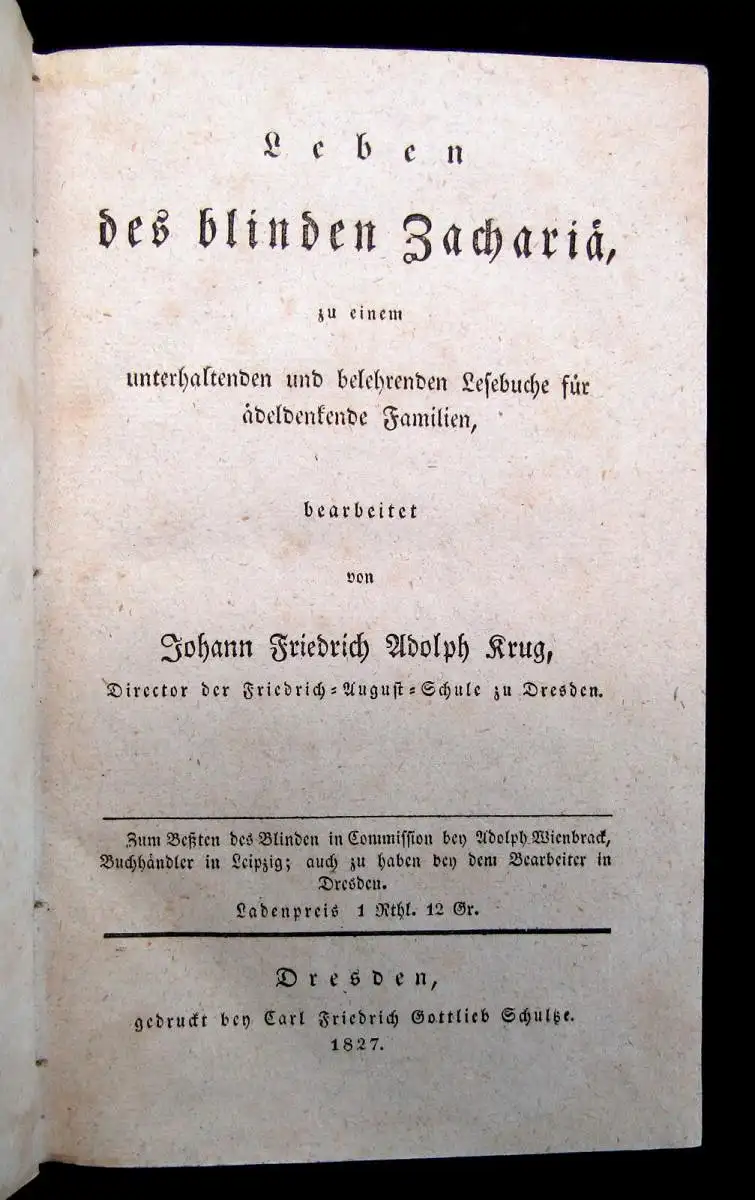 Leben
des blinden Zachariä,
zu einem
unterhaltenden und belehrenden Lesebuche für
ädeldenkende Familien,
bearbeitet
von
Johann Friedrich Adolph Krug,
Director der Friedrich-August-Schule zu Dresden.
Zum Beßten des Blinden in Commission bey Adolph Wienbrack,
Buchhändler in Leipzig; auch zu haben bey dem Bearbeiter in
Dresden.
Ladenpreis 1 Rthl. 12 Gr.
Dresden,
gedruckt bey Carl Friedrich Gottlieb Schultze.
1827.